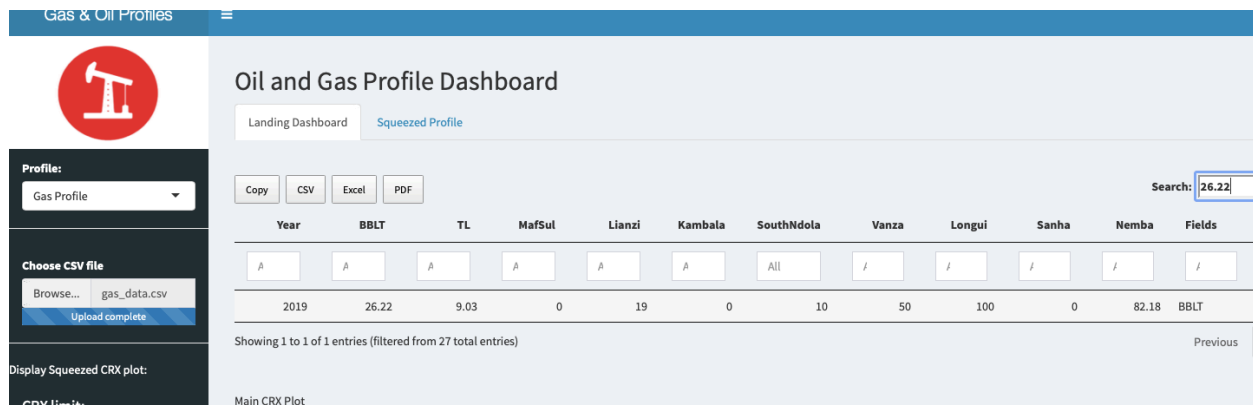 Gas & Oil Profiles
Oil and Gas Profile Dashboard
Landing Dashboard Squeezed Profile
Profile:
Gas Profile
Copy CSV Excel PDF
Search: 26.22
Year BBLT TL MafSul Lianzi Kambala SouthNdola Vanza Longui Sanha Nemba Fields
All
2019 26.22 9.03 0 19 0 10 50 100 0 82.18 BBLT
Choose CSV file
Browse... gas_data.csv
Upload complete
Showing 1 to 1 of 1 entries (filtered from 27 total entries)
Previous
Display Squeezed CRX plot:
CRX limit:
Main CRX Plot